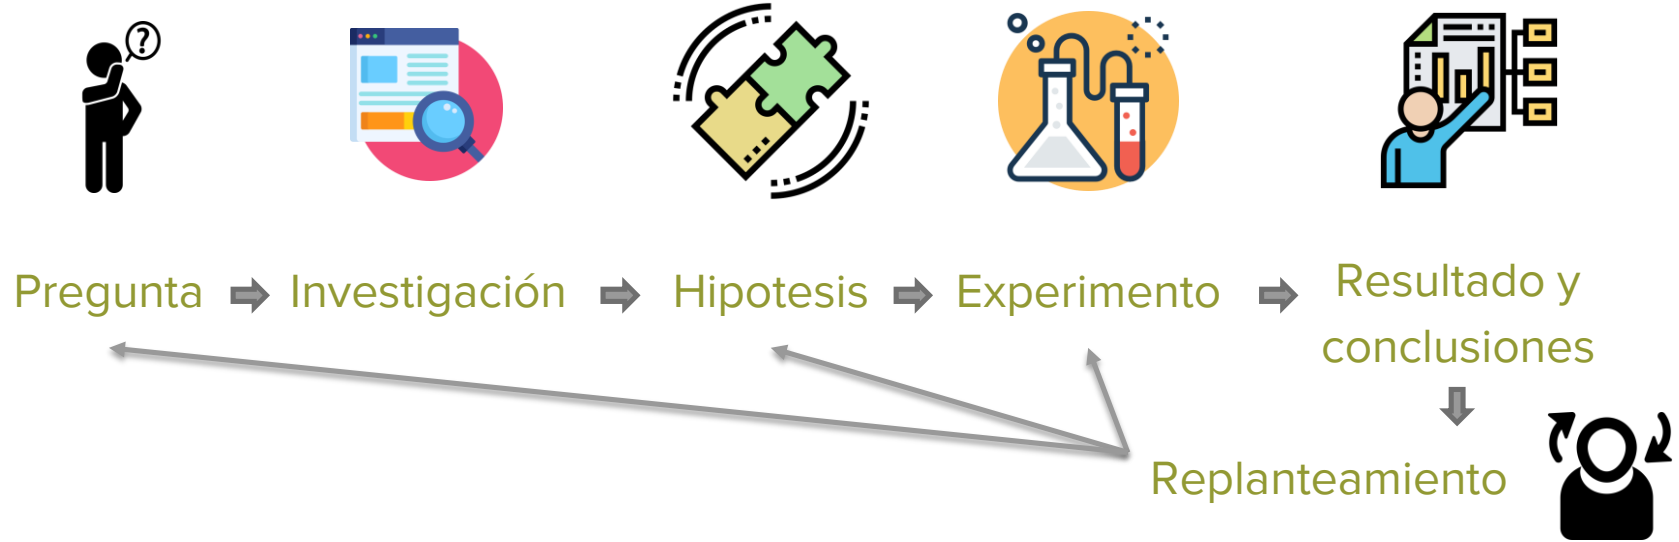 ?
Pregunta
Investigación
Hipotesis
Experimento
Resultado y
conclusiones
Replanteamiento